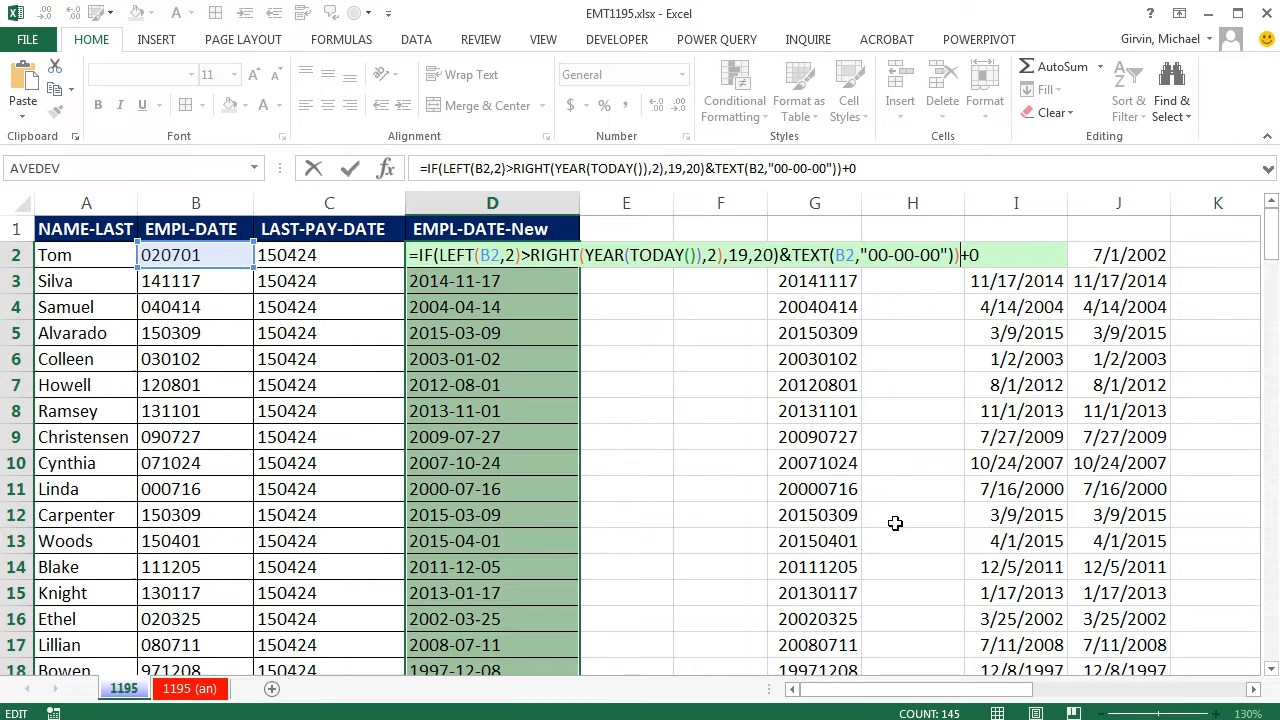 EMT1195.xlsx - Excel
FILE HOME INSERT PAGE LAYOUT FORMULAS DATA REVIEW VIEW DEVELOPER POWER QUERY INQUIRE ACROBAT POWERPIVOT Girvin, Michael
Paste
11
Wrap Text
Merge & Center
General
Conditional Formatting
Format as Table
Cell Styles
Insert
Delete
Format
AutoSum
Fill
Clear
Sort & Filter
Find & Select
Clipboard Font Alignment Number Styles Cells Editing
AVEDEV =IF(LEFT(B2,2)>RIGHT(YEAR(TODAY()),2),19,20)&TEXT(B2,"00-00-00"))+0
A B C D E F G H I J K
1 NAME-LAST EMPL-DATE LAST-PAY-DATE EMPL-DATE-New
2 Tom 020701 150424 =IF(LEFT(B2,2)>RIGHT(YEAR(TODAY()),2),19,20)&TEXT(B2,"00-00-00"))+0 7/1/2002
3 Silva 141117 150424 2014-11-17 20141117 11/17/2014 11/17/2014
4 Samuel 040414 150424 2004-04-14 20040414 4/14/2004 4/14/2004
5 Alvarado 150309 150424 2015-03-09 20150309 3/9/2015 3/9/2015
6 Colleen 030102 150424 2003-01-02 20030102 1/2/2003 1/2/2003
7 Howell 120801 150424 2012-08-01 20120801 8/1/2012 8/1/2012
8 Ramsey 131101 150424 2013-11-01 20131101 11/1/2013 11/1/2013
9 Christensen 090727 150424 2009-07-27 20090727 7/27/2009 7/27/2009
10 Cynthia 071024 150424 2007-10-24 20071024 10/24/2007 10/24/2007
11 Linda 000716 150424 2000-07-16 20000716 7/16/2000 7/16/2000
12 Carpenter 150309 150424 2015-03-09 20150309 3/9/2015 3/9/2015
13 Woods 150401 150424 2015-04-01 20150401 4/1/2015 4/1/2015
14 Blake 111205 150424 2011-12-05 20111205 12/5/2011 12/5/2011
15 Knight 130117 150424 2013-01-17 20130117 1/17/2013 1/17/2013
16 Ethel 020325 150424 2002-03-25 20020325 3/25/2002 3/25/2002
17 Lillian 080711 150424 2008-07-11 20080711 7/11/2008 7/11/2008
18 Bowen 971208 150424 1997-12-08 19971208 12/8/1997 12/8/1997
1195 1195 (an)
EDIT COUNT: 145 130%